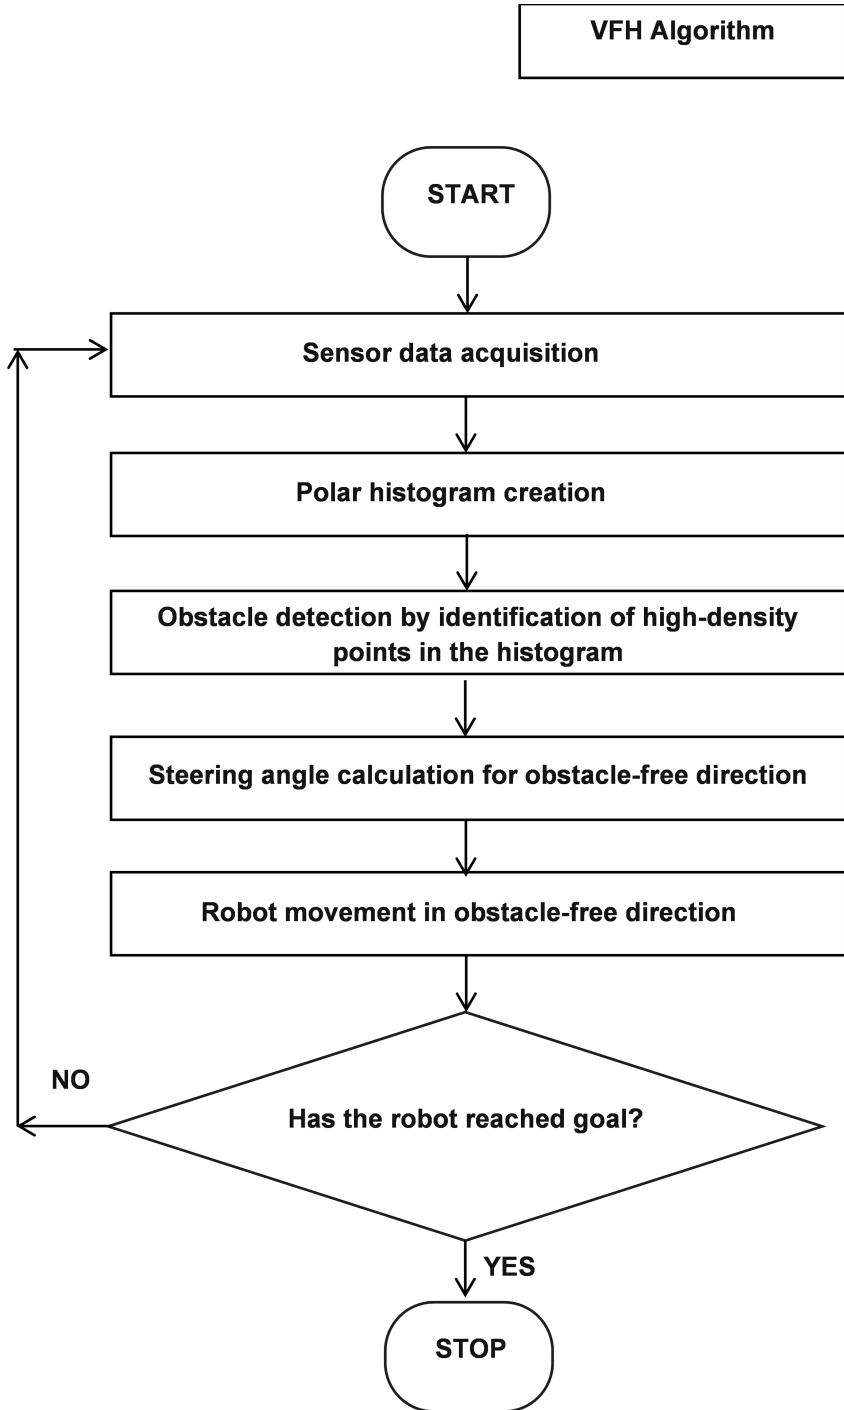 VFH Algorithm
START
Sensor data acquisition
Polar histogram creation
Obstacle detection by identification of high-density
points in the histogram
Steering angle calculation for obstacle-free direction
Robot movement in obstacle-free direction
NO
Has the robot reached goal?
YES
STOP